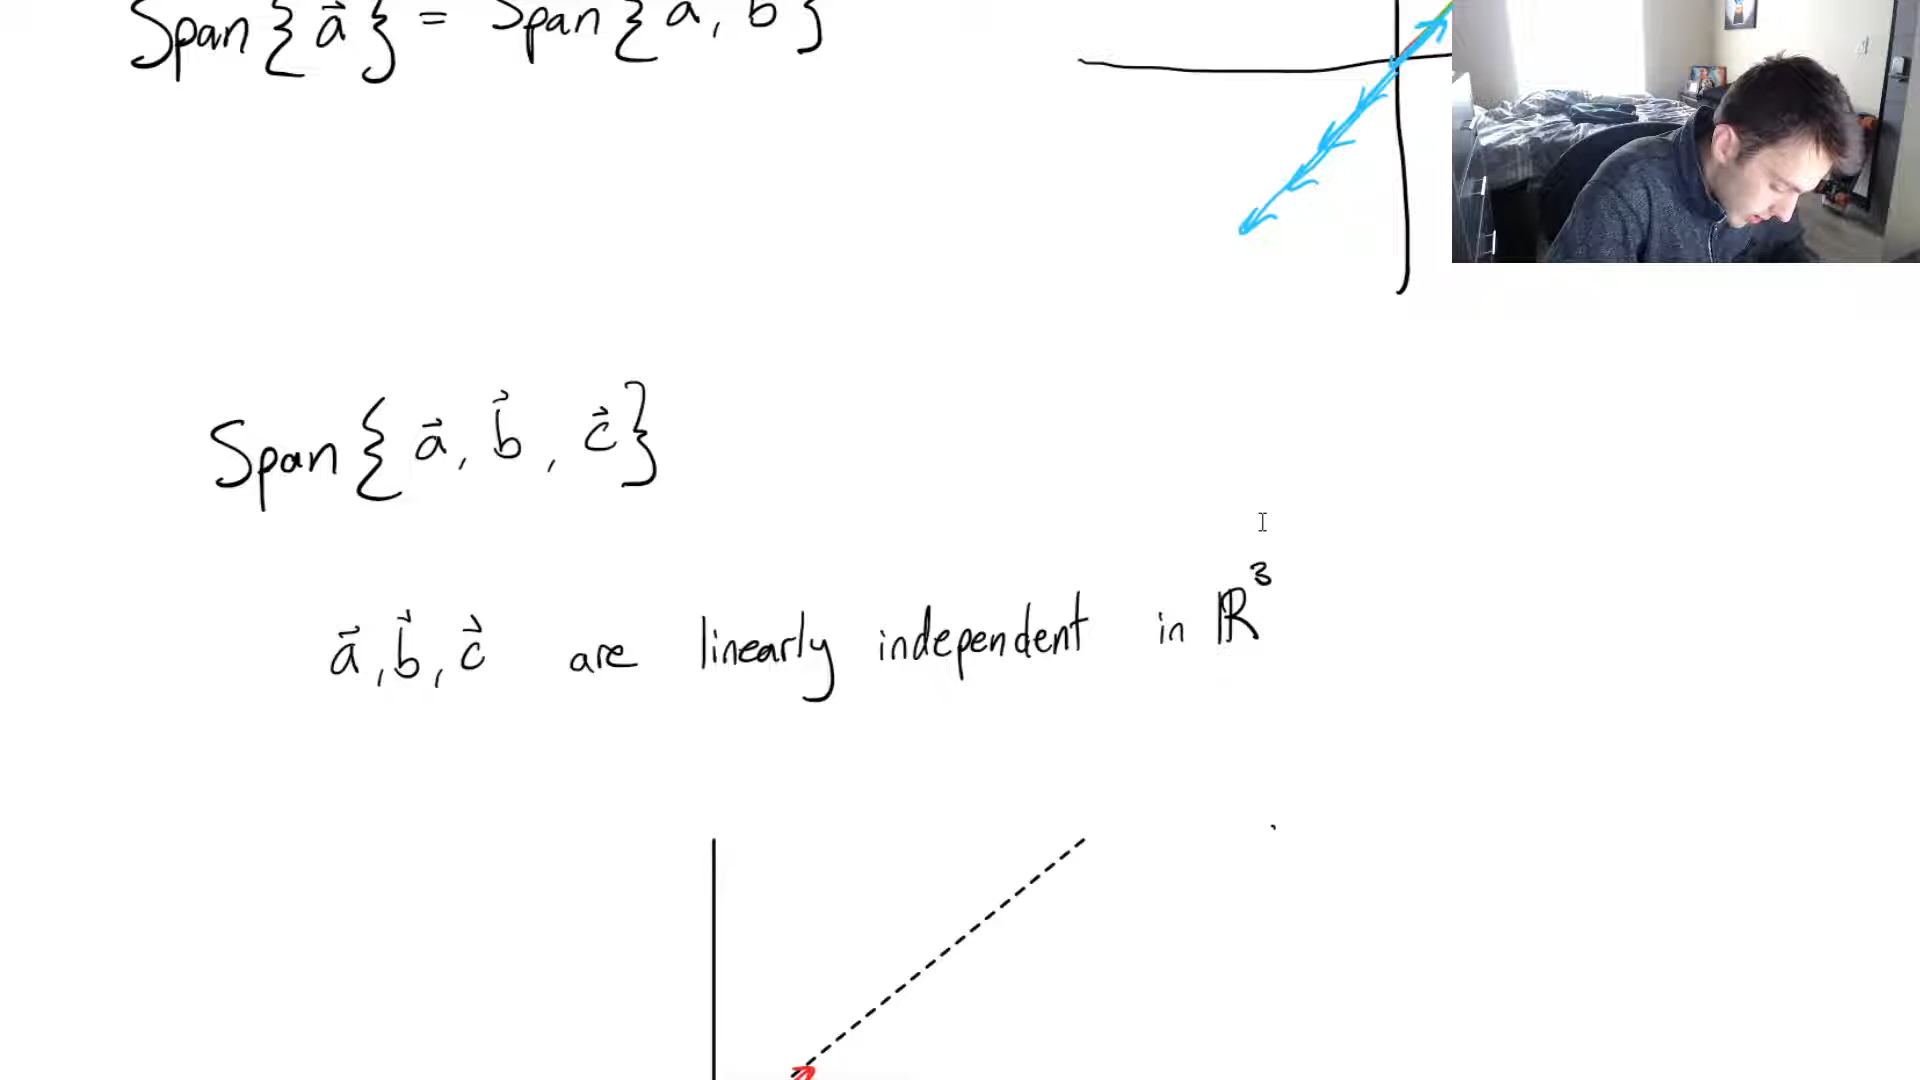 Span{a⃗} = Span{a⃗, b⃗}
Span{a⃗, b⃗, c⃗}
a⃗, b⃗, c⃗ are linearly independent in ℝ³